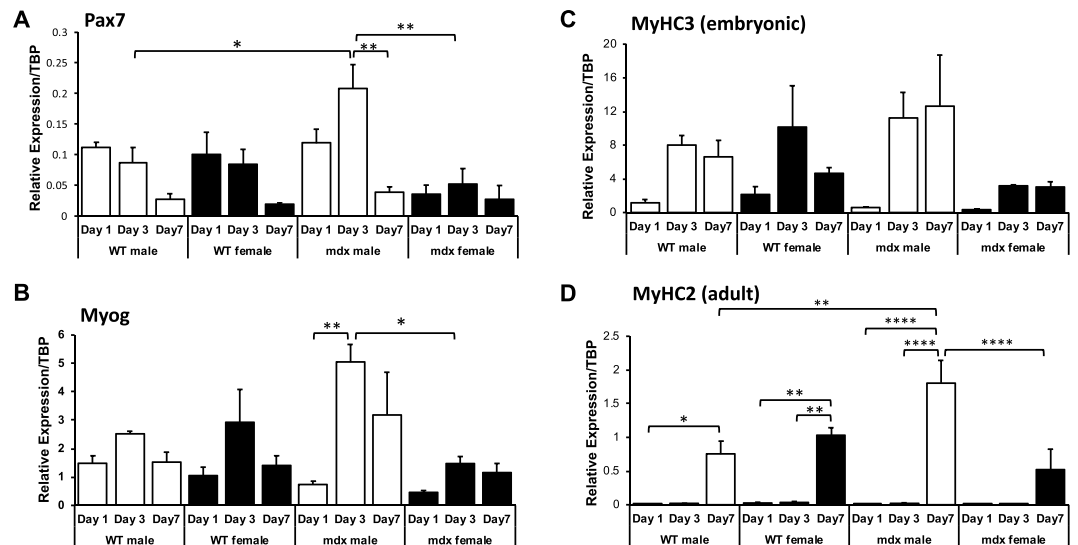 A
Pax7
Relative Expression/TBP
0.3
0.25
0.2
0.15
0.1
0.05
0
*
**
**
Day 1 Day 3 Day7 Day 1 Day 3 Day7 Day 1 Day 3 Day7 Day 1 Day 3 Day7
WT male WT female mdx male mdx female
B
Myog
Relative Expression/TBP
6
5
4
3
2
1
0
**
*
Day 1 Day 3 Day7 Day 1 Day 3 Day7 Day 1 Day 3 Day7 Day 1 Day 3 Day7
WT male WT female mdx male mdx female
C
MyHC3 (embryonic)
Relative Expression/TBP
20
16
12
8
4
0
Day 1 Day 3 Day7 Day 1 Day 3 Day7 Day 1 Day 3 Day7 Day 1 Day 3 Day7
WT male WT female mdx male mdx female
D
MyHC2 (adult)
Relative Expression/TBP
2.5
2
1.5
1
0.5
0
**
****
****
****
**
**
*
Day 1 Day 3 Day7 Day 1 Day 3 Day7 Day 1 Day 3 Day7 Day 1 Day 3 Day7
WT male WT female mdx male mdx female